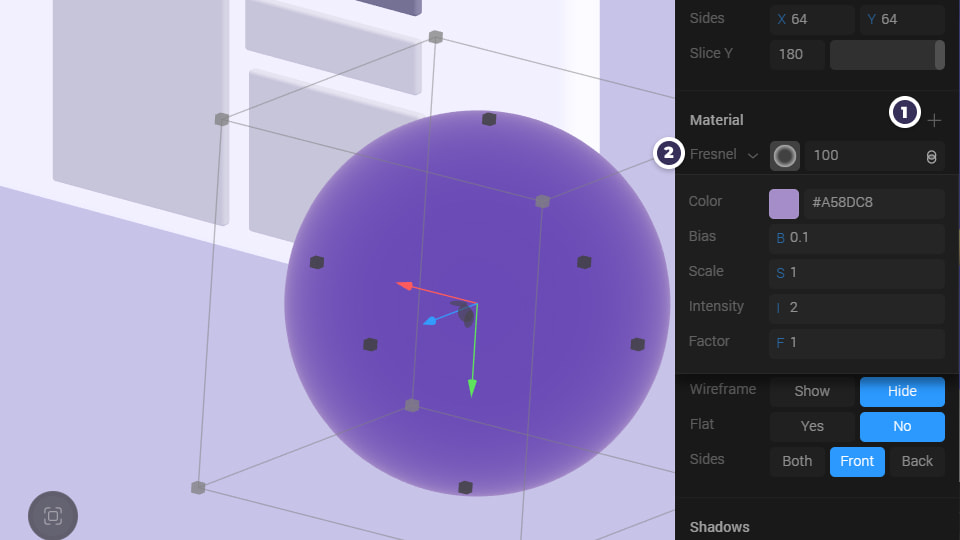 Sides X 64 Y 64
Slice Y 180
1
Material
2 Fresnel 100
Color #A58DC8
Bias B 0.1
Scale S 1
Intensity I 2
Factor F 1
Wireframe Show Hide
Flat Yes No
Sides Both Front Back
Shadows